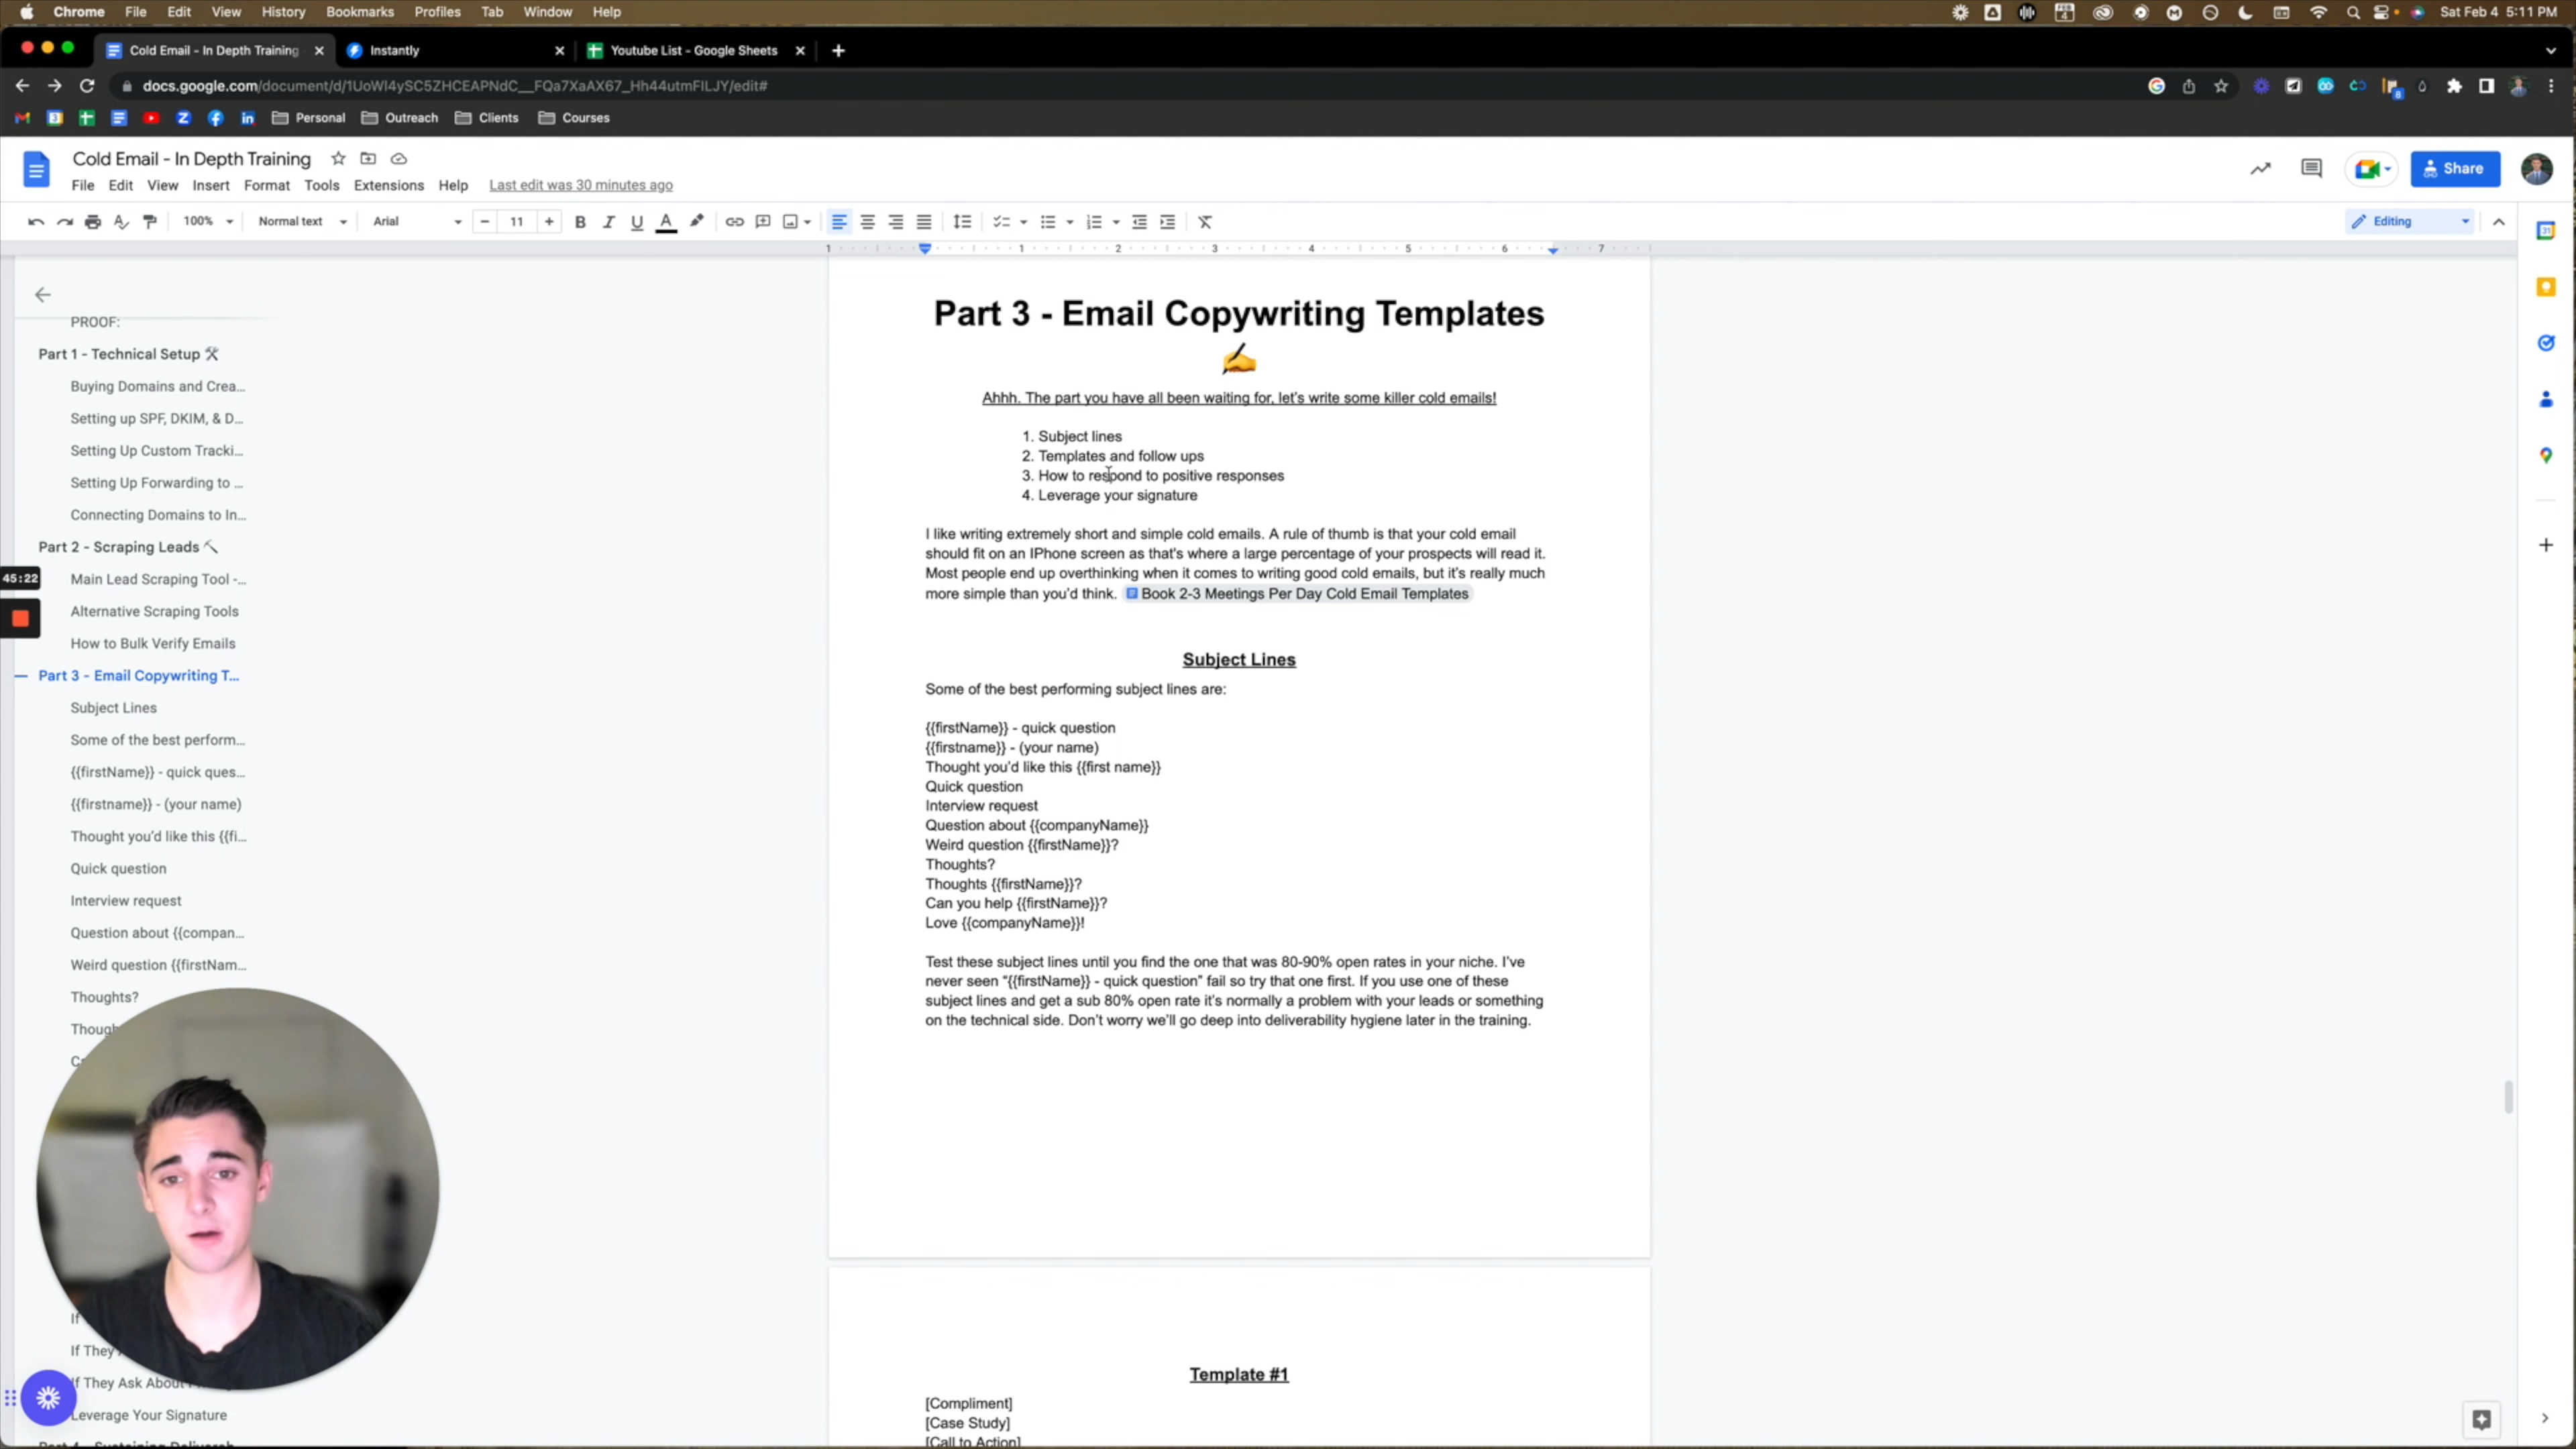 Chrome File Edit View History Bookmarks Profiles Tab Window Help
FEB 4
Sat Feb 4 5:11 PM
Cold Email - In Depth Training
Instantly
Youtube List - Google Sheets
docs.google.com/document/d/1UoWl4ySC5ZHCEAPNdC__FQa7XaAX67_Hh44utmFlLJY/edit#
Personal Outreach Clients Courses
Cold Email - In Depth Training
File Edit View Insert Format Tools Extensions Help Last edit was 30 minutes ago
Share
100% Normal text Arial 11 Editing
1 1 2 3 4 5 6 7
PROOF:
Part 1 - Technical Setup 🛠
Buying Domains and Crea...
Setting up SPF, DKIM, & D...
Setting Up Custom Tracki...
Setting Up Forwarding to ...
Connecting Domains to In...
Part 2 - Scraping Leads ⛏
Main Lead Scraping Tool -...
Alternative Scraping Tools
How to Bulk Verify Emails
Part 3 - Email Copywriting T...
Subject Lines
Some of the best perform...
{{firstName}} - quick ques...
{{firstname}} - (your name)
Thought you'd like this {{fi...
Quick question
Interview request
Question about {{compan...
Weird question {{firstNam...
Thoughts?
If They Ask About
Leverage Your Signature
45:22
Part 3 - Email Copywriting Templates
✍
Ahhh. The part you have all been waiting for, let's write some killer cold emails!
1. Subject lines
2. Templates and follow ups
3. How to respond to positive responses
4. Leverage your signature
I like writing extremely short and simple cold emails. A rule of thumb is that your cold email
should fit on an IPhone screen as that's where a large percentage of your prospects will read it.
Most people end up overthinking when it comes to writing good cold emails, but it's really much
more simple than you'd think. Book 2-3 Meetings Per Day Cold Email Templates
Subject Lines
Some of the best performing subject lines are:
{{firstName}} - quick question
{{firstname}} - (your name)
Thought you'd like this {{first name}}
Quick question
Interview request
Question about {{companyName}}
Weird question {{firstName}}?
Thoughts?
Thoughts {{firstName}}?
Can you help {{firstName}}?
Love {{companyName}}!
Test these subject lines until you find the one that was 80-90% open rates in your niche. I've
never seen "{{firstName}} - quick question" fail so try that one first. If you use one of these
subject lines and get a sub 80% open rate it's normally a problem with your leads or something
on the technical side. Don't worry we'll go deep into deliverability hygiene later in the training.
Template #1
[Compliment]
[Case Study]
[Call to Action]